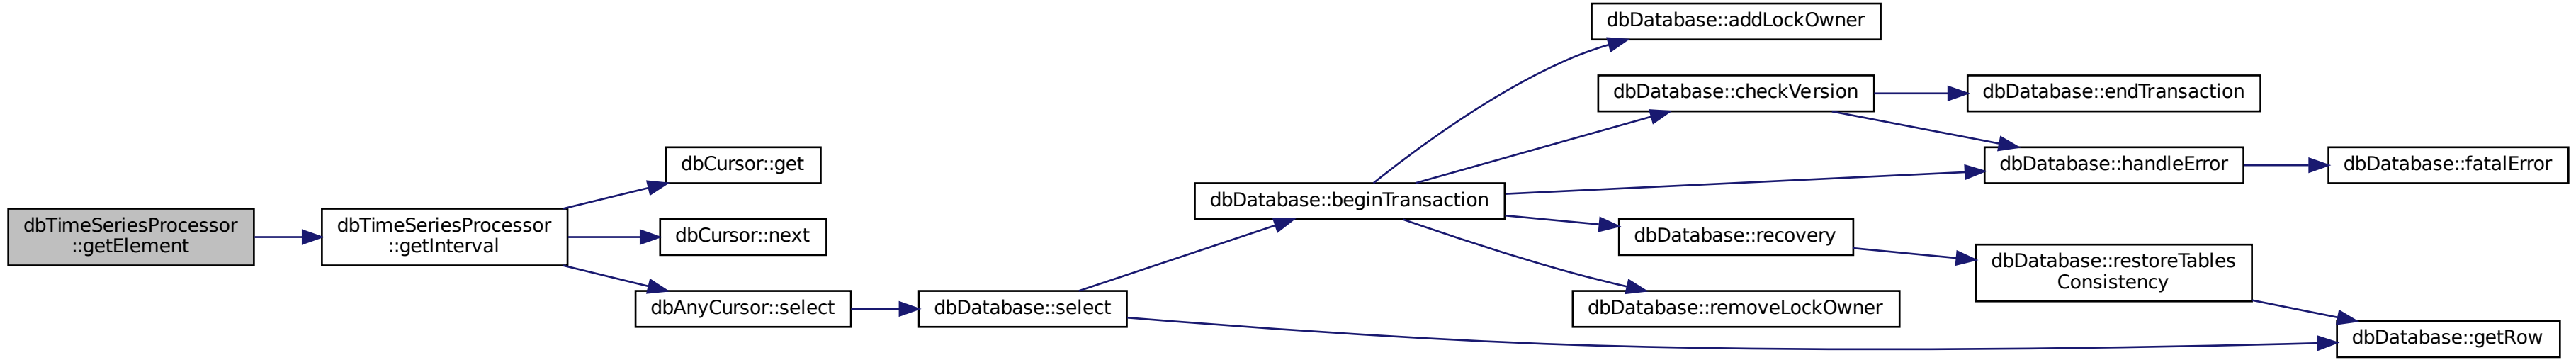 dbTimeSeriesProcessor
::getElement
dbTimeSeriesProcessor
::getInterval
dbCursor::get
dbCursor::next
dbAnyCursor::select
dbDatabase::select
dbDatabase::beginTransaction
dbDatabase::addLockOwner
dbDatabase::checkVersion
dbDatabase::endTransaction
dbDatabase::handleError
dbDatabase::fatalError
dbDatabase::recovery
dbDatabase::restoreTables
Consistency
dbDatabase::removeLockOwner
dbDatabase::getRow